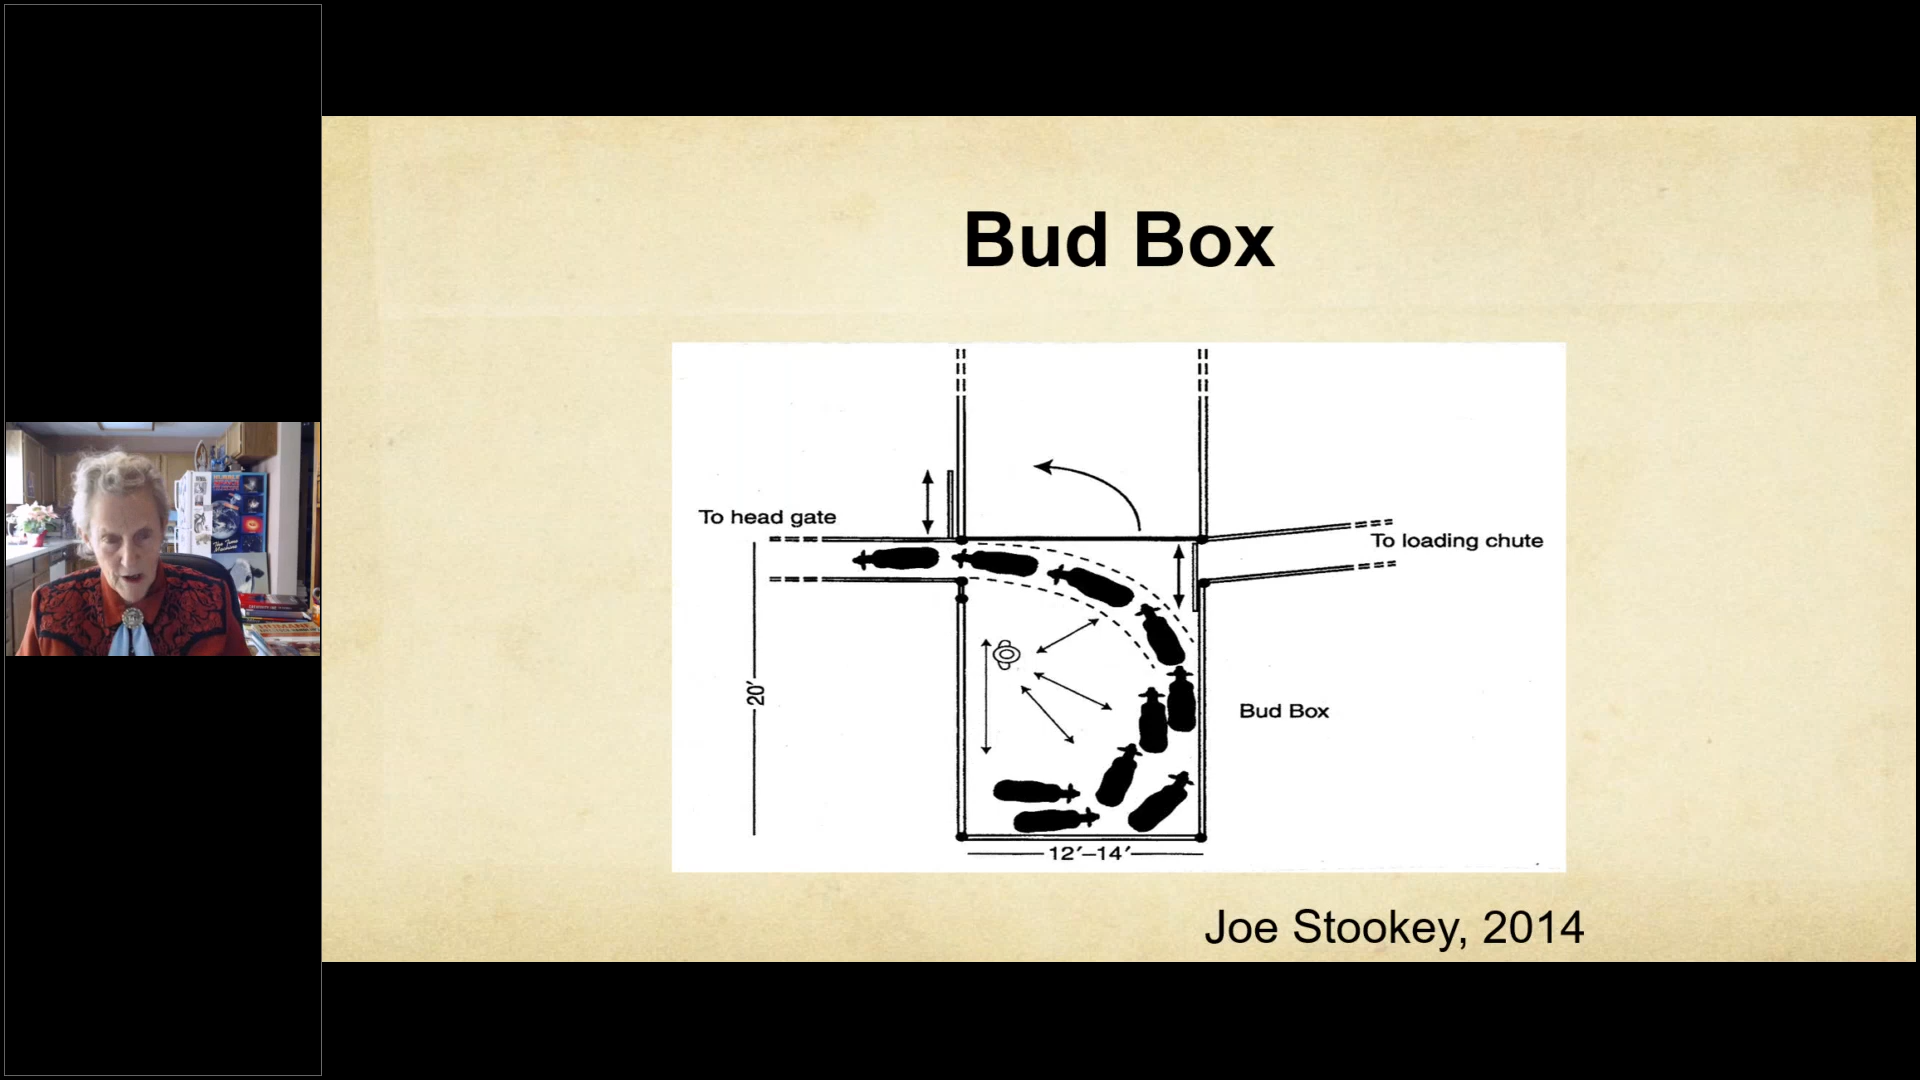 Bud Box
To head gate
To loading chute
20′
Bud Box
12′–14′
Joe Stookey, 2014